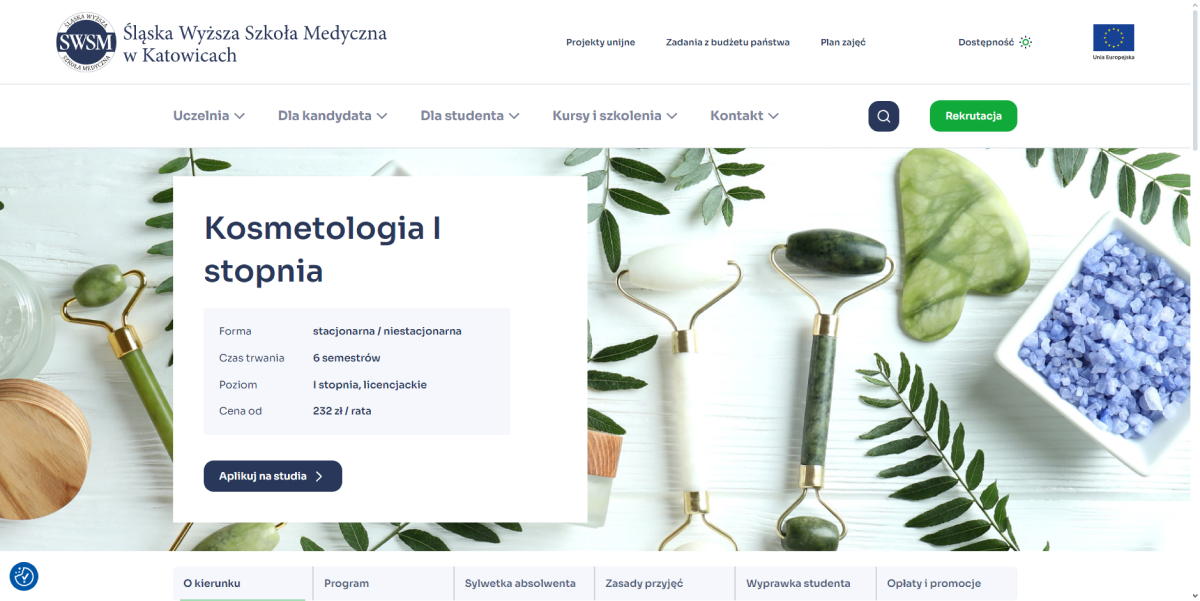 ŚLĄSKA WYŻSZA
SWSM
SZKOŁA MEDYCZNA
Śląska Wyższa Szkoła Medyczna
w Katowicach
Projekty unijne
Zadania z budżetu państwa
Plan zajęć
Dostępność
Unia Europejska
Uczelnia
Dla kandydata
Dla studenta
Kursy i szkolenia
Kontakt
Rekrutacja
Kosmetologia I
stopnia
Forma stacjonarna / niestacjonarna
Czas trwania 6 semestrów
Poziom I stopnia, licencjackie
Cena od 232 zł / rata
Aplikuj na studia
O kierunku
Program
Sylwetka absolwenta
Zasady przyjęć
Wyprawka studenta
Opłaty i promocje